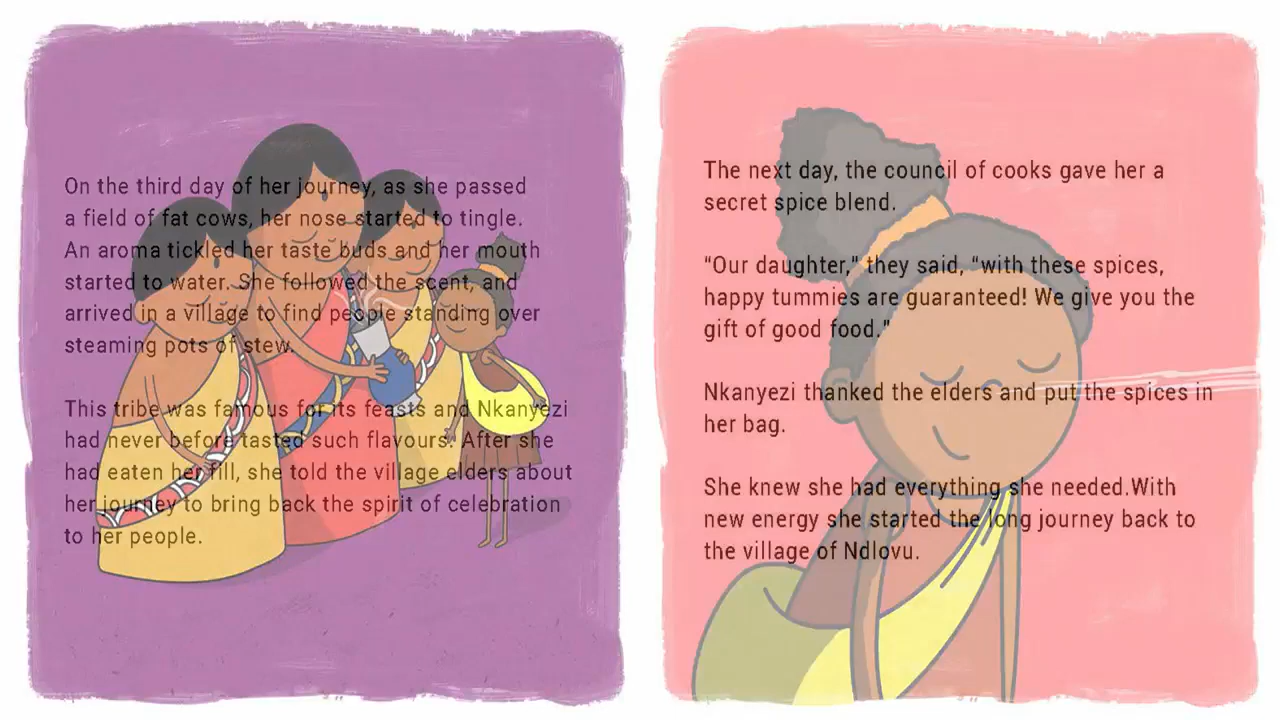 On the third day of her journey, as she passed
a field of fat cows, her nose started to tingle.
An aroma tickled her taste buds and her mouth
started to water. She followed the scent, and
arrived in a village to find people standing over
steaming pots of stew.
This tribe was famous for its feasts and Nkanyezi
had never before tasted such flavours. After she
had eaten her fill, she told the village elders about
her journey to bring back the spirit of celebration
to her people.
The next day, the council of cooks gave her a
secret spice blend.
“Our daughter,” they said, “with these spices,
happy tummies are guaranteed! We give you the
gift of good food.”
Nkanyezi thanked the elders and put the spices in
her bag.
She knew she had everything she needed.With
new energy she started the long journey back to
the village of Ndlovu.